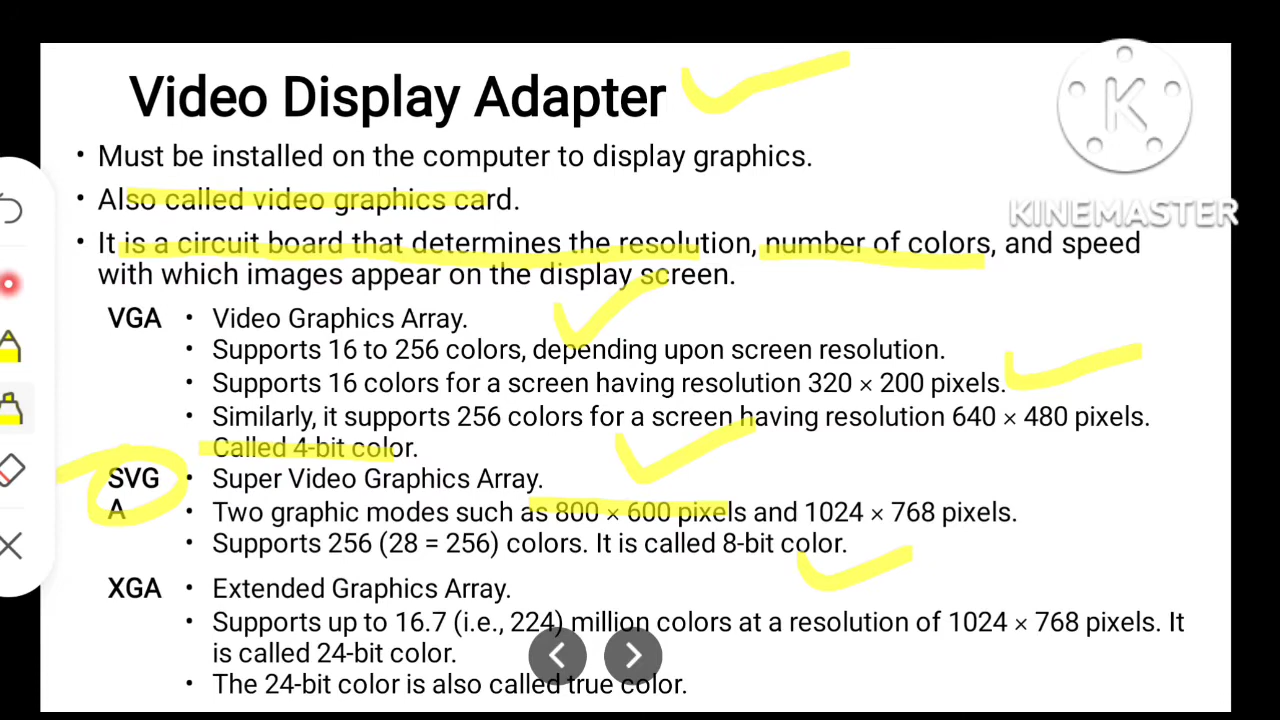 Video Display Adapter
K
KINEMASTER
• Must be installed on the computer to display graphics.
• Also called video graphics card.
• It is a circuit board that determines the resolution, number of colors, and speed
with which images appear on the display screen.
VGA • Video Graphics Array.
• Supports 16 to 256 colors, depending upon screen resolution.
• Supports 16 colors for a screen having resolution 320 × 200 pixels.
• Similarly, it supports 256 colors for a screen having resolution 640 × 480 pixels.
Called 4-bit color.
SVG • Super Video Graphics Array.
A • Two graphic modes such as 800 × 600 pixels and 1024 × 768 pixels.
• Supports 256 (28 = 256) colors. It is called 8-bit color.
XGA • Extended Graphics Array.
• Supports up to 16.7 (i.e., 224) million colors at a resolution of 1024 × 768 pixels. It
is called 24-bit color.
• The 24-bit color is also called true color.